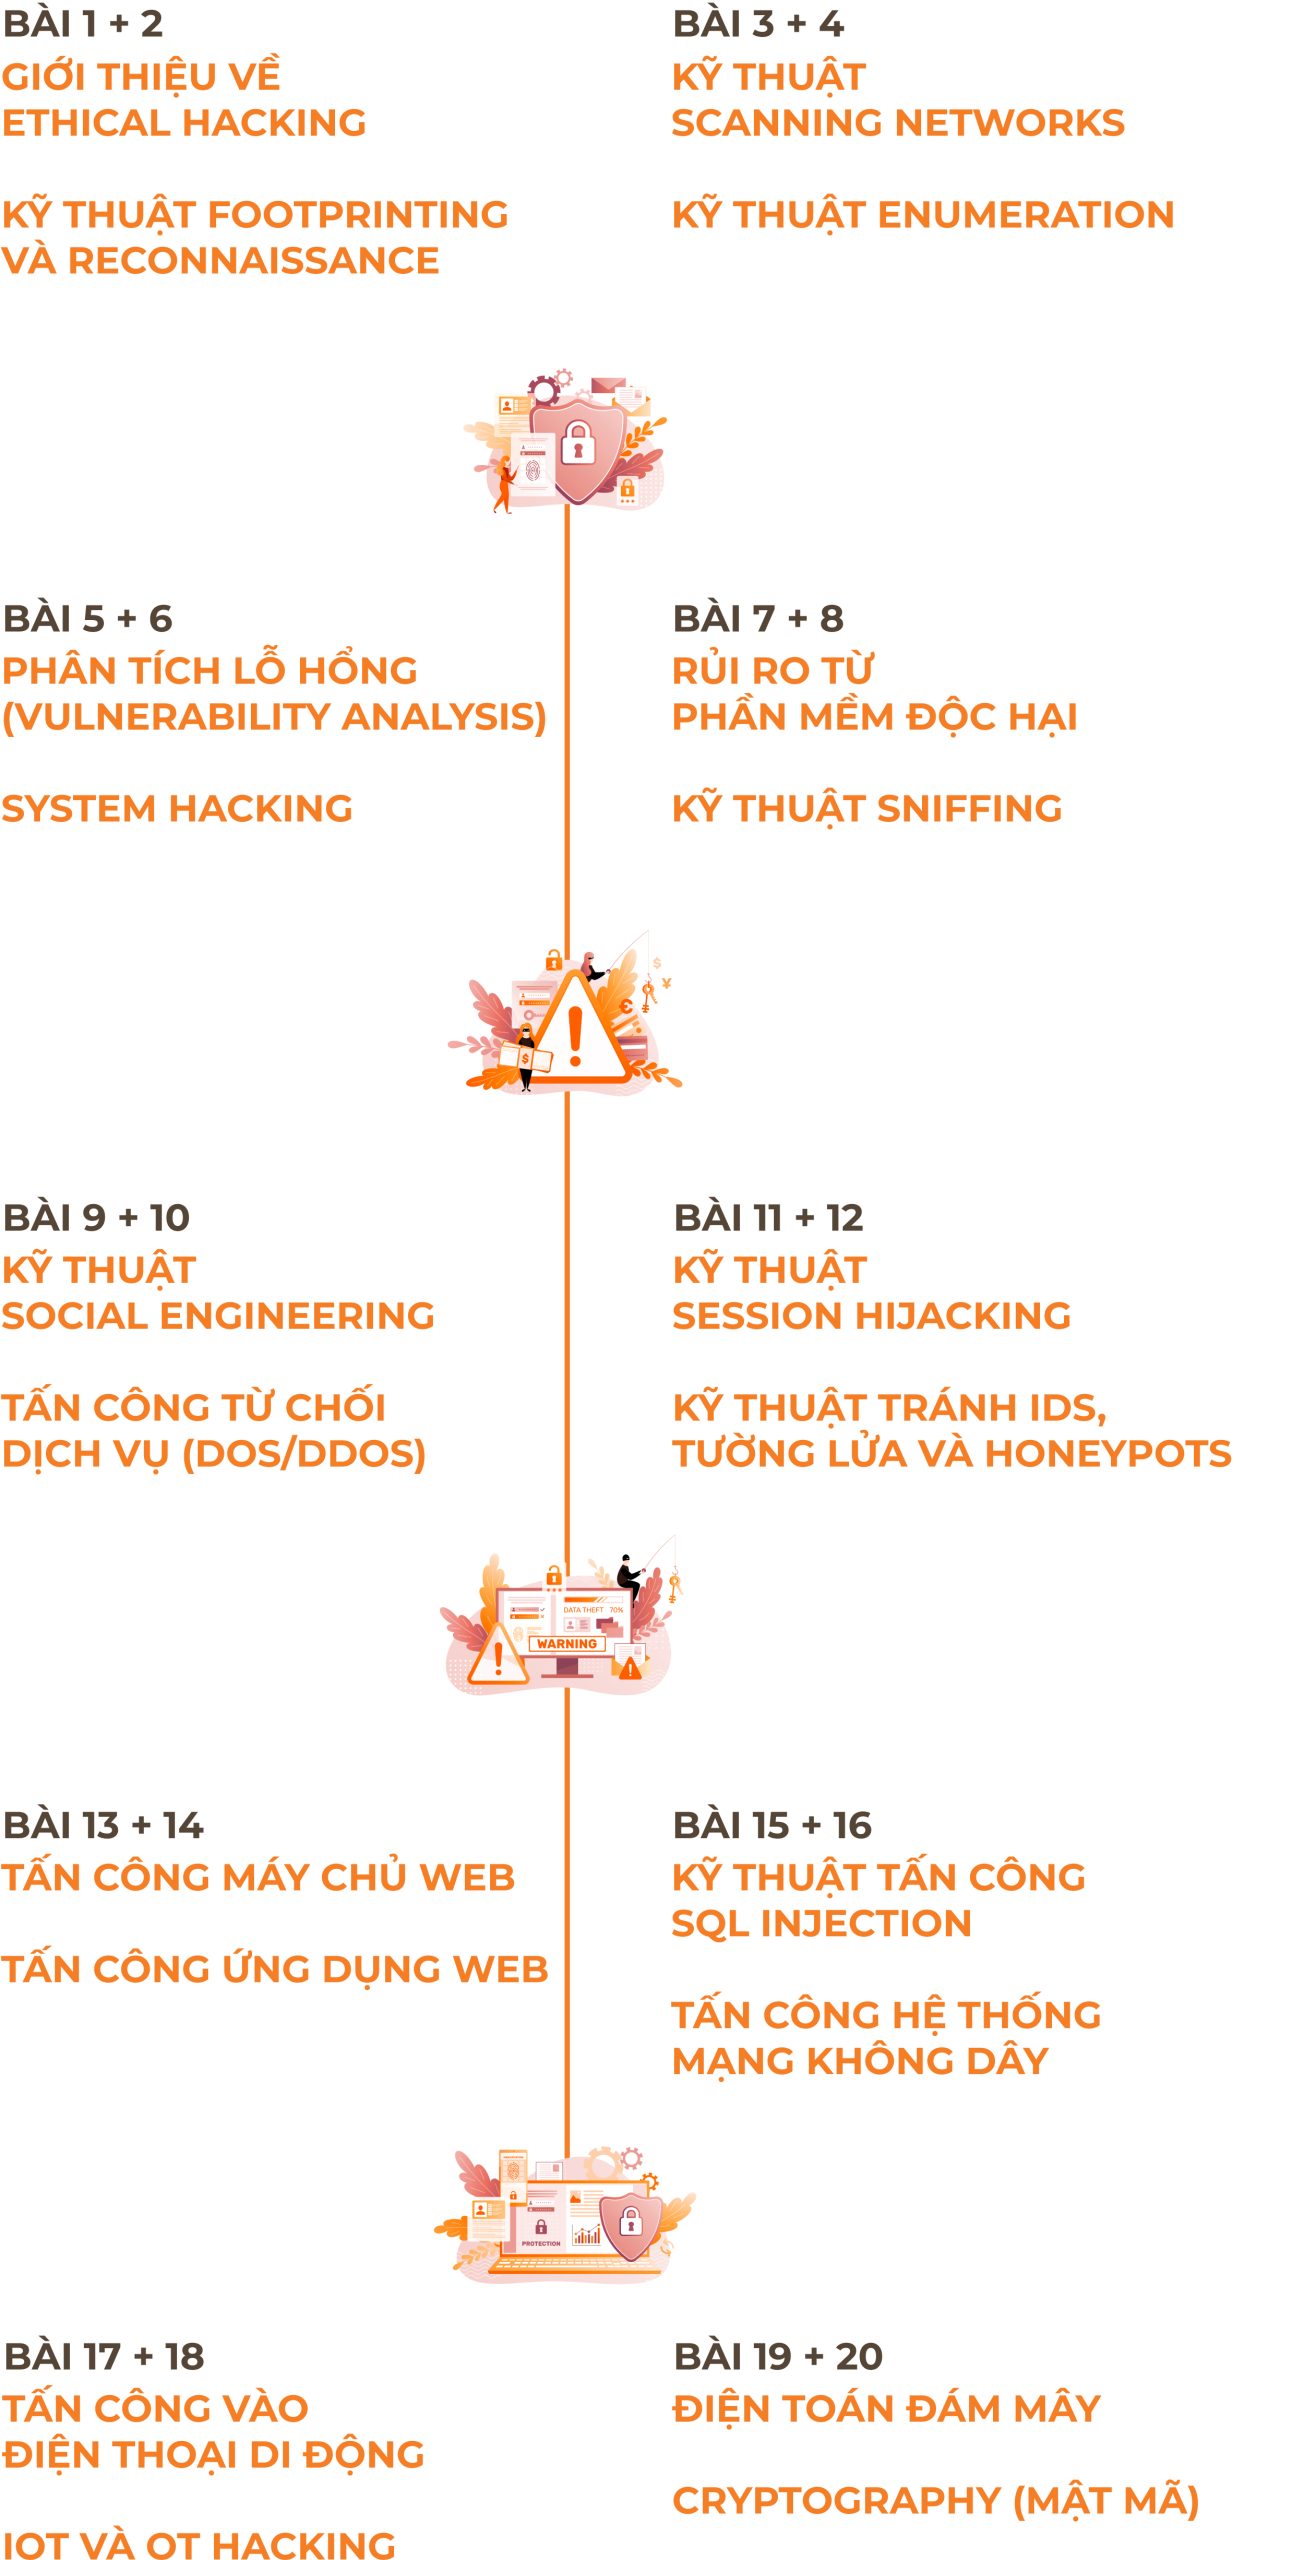 BÀI 1 + 2
GIỚI THIỆU VỀ
ETHICAL HACKING
KỸ THUẬT FOOTPRINTING
VÀ RECONNAISSANCE
BÀI 3 + 4
KỸ THUẬT
SCANNING NETWORKS
KỸ THUẬT ENUMERATION
BÀI 5 + 6
PHÂN TÍCH LỖ HỔNG
(VULNERABILITY ANALYSIS)
SYSTEM HACKING
BÀI 7 + 8
RỦI RO TỪ
PHẦN MỀM ĐỘC HẠI
KỸ THUẬT SNIFFING
BÀI 9 + 10
KỸ THUẬT
SOCIAL ENGINEERING
TẤN CÔNG TỪ CHỐI
DỊCH VỤ (DOS/DDOS)
BÀI 11 + 12
KỸ THUẬT
SESSION HIJACKING
KỸ THUẬT TRÁNH IDS,
TƯỜNG LỬA VÀ HONEYPOTS
DATA THEFT 70%
WARNING
BÀI 13 + 14
TẤN CÔNG MÁY CHỦ WEB
TẤN CÔNG ỨNG DỤNG WEB
BÀI 15 + 16
KỸ THUẬT TẤN CÔNG
SQL INJECTION
TẤN CÔNG HỆ THỐNG
MẠNG KHÔNG DÂY
PROTECTION
BÀI 17 + 18
TẤN CÔNG VÀO
ĐIỆN THOẠI DI ĐỘNG
IOT VÀ OT HACKING
BÀI 19 + 20
ĐIỆN TOÁN ĐÁM MÂY
CRYPTOGRAPHY (MẬT MÃ)